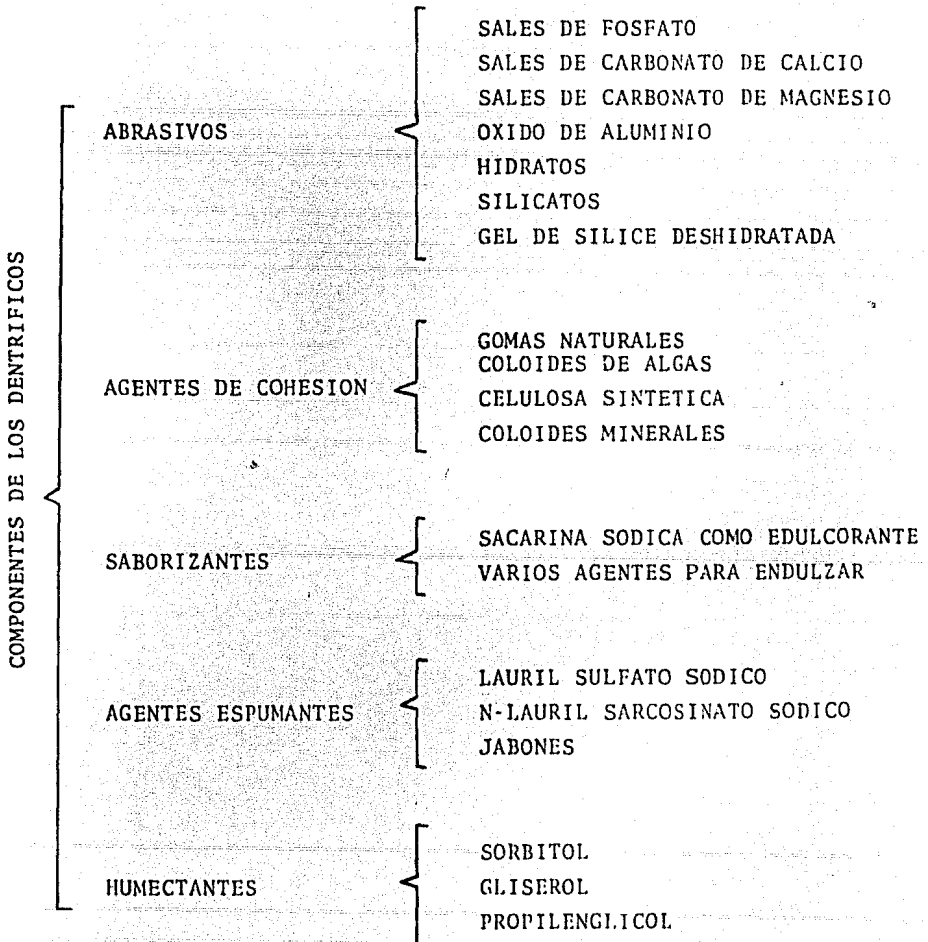 COMPONENTES DE LOS DENTRIFICOS
ABRASIVOS
SALES DE FOSFATO
SALES DE CARBONATO DE CALCIO
SALES DE CARBONATO DE MAGNESIO
OXIDO DE ALUMINIO
HIDRATOS
SILICATOS
GEL DE SILICE DESHIDRATADA
AGENTES DE COHESION
GOMAS NATURALES
COLOIDES DE ALGAS
CELULOSA SINTETICA
COLOIDES MINERALES
SABORIZANTES
SACARINA SODICA COMO EDULCORANTE
VARIOS AGENTES PARA ENDULZAR
AGENTES ESPUMANTES
LAURIL SULFATO SODICO
N-LAURIL SARCOSINATO SODICO
JABONES
HUMECTANTES
SORBITOL
GLISEROL
PROPILENGLICOL